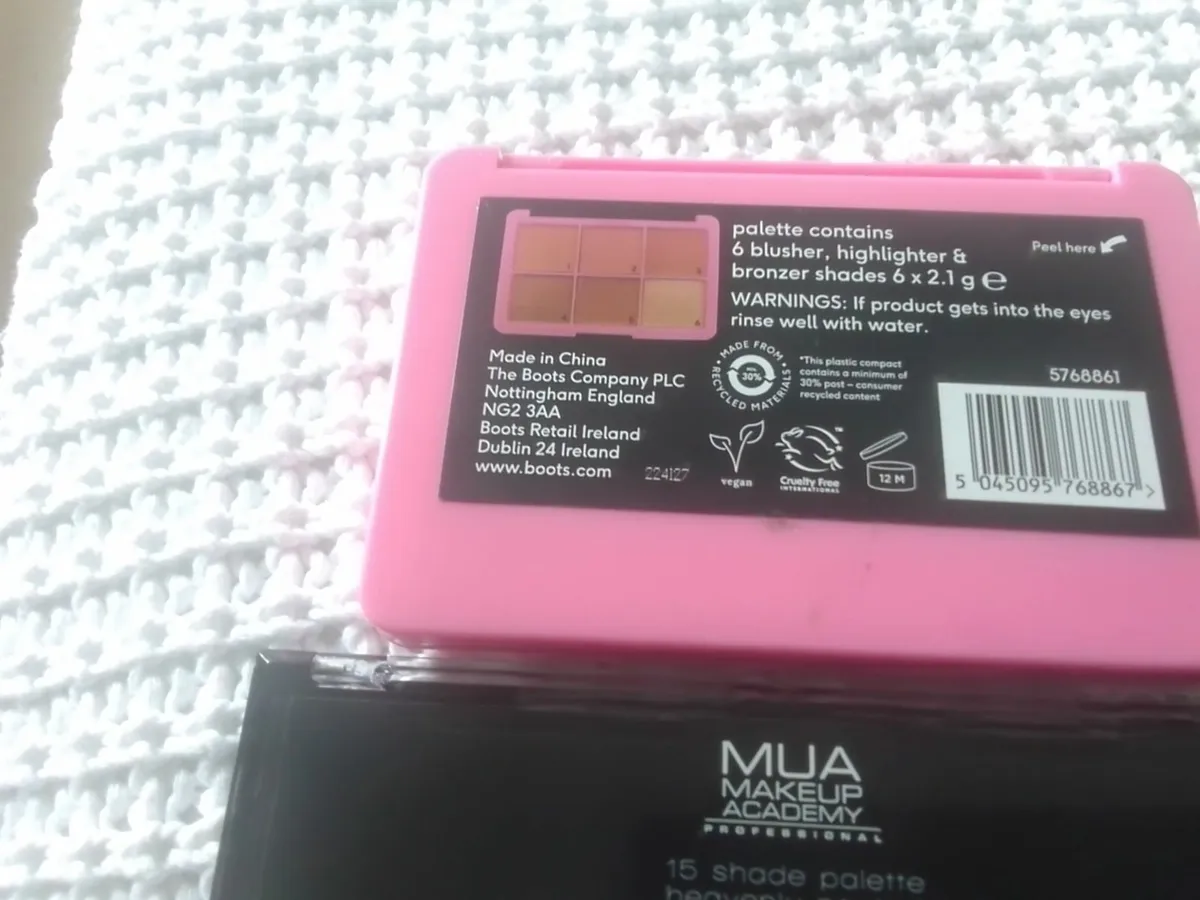 palette contains
6 blusher, highlighter &
bronzer shades 6 x 2.1 g ℮
Peel here
WARNINGS: If product gets into the eyes
rinse well with water.
Made in China
The Boots Company PLC
Nottingham England
NG2 3AA
Boots Retail Ireland
Dublin 24 Ireland
www.boots.com
224127
MADE FROM
RECYCLED MATERIALS
30%
*This plastic compact
contains a minimum of
30% post - consumer
recycled content
vegan
Cruelty Free
INTERNATIONAL
12 M
5768861
5 045095 768867 >
MUA
MAKEUP
ACADEMY
PROFESSIONAL
15 shade palette
heavenly